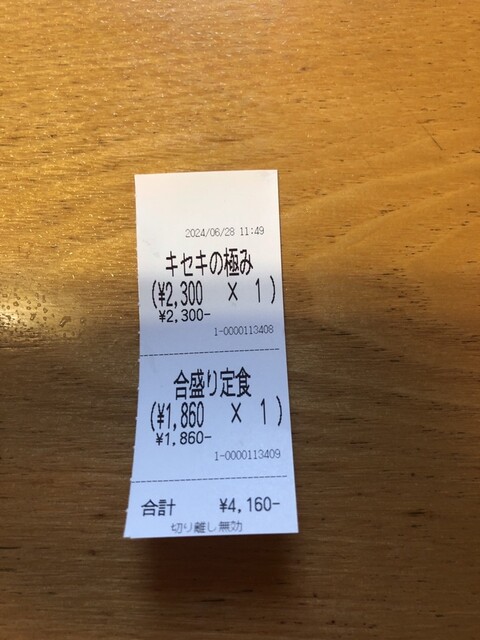 2024/06/28 11:49
キセキの極み
(¥2,300 × 1)
¥2,300-
1-0000113408
合盛り定食
(¥1,860 × 1)
¥1,860-
1-0000113409
合計 ¥4,160-
切り離し無効